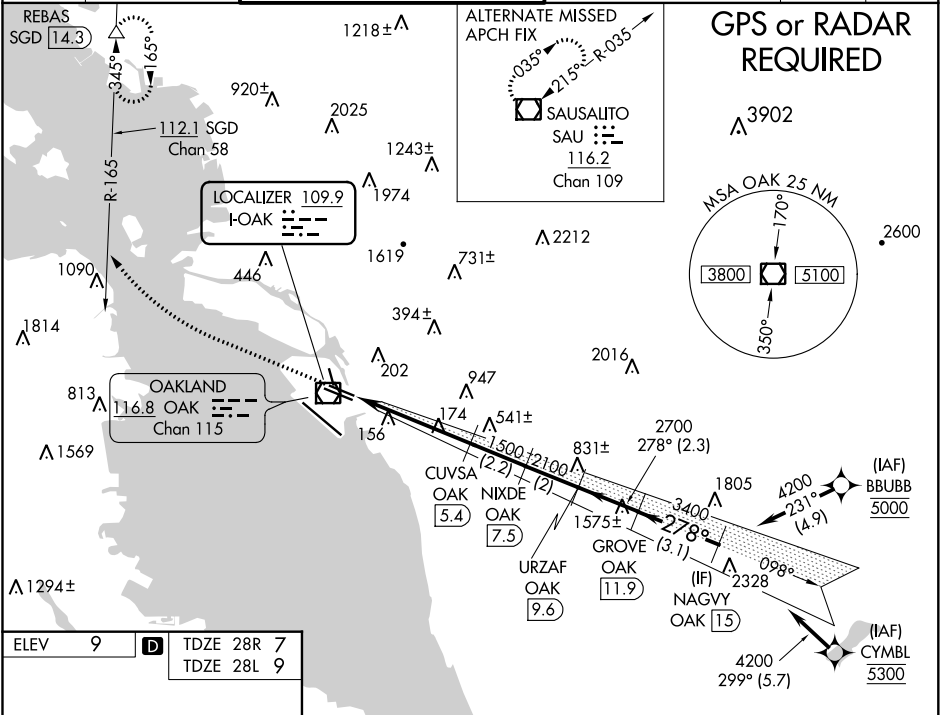 REBAS
SGD 14.3
345°
165°
112.1 SGD
Chan 58
R-165
1218±
920±
2025
1243±
1974
1619
ALTERNATE MISSED
APCH FIX
035°
215°
R-035
SAUSALITO
SAU
116.2
Chan 109
GPS or RADAR
REQUIRED
3902
MSA OAK 25 NM
170°
3800
5100
350°
2600
LOCALIZER 109.9
I-OAK
446
731±
2212
1090
1814
394±
202
2016
813
OAKLAND
116.8 OAK
Chan 115
1569
947
156
174
541±
1500
(2.2)
2100
(2)
831±
2700
278° (2.3)
1805
4200
231°
(4.9)
(IAF)
BBUBB
5000
CUVSA
OAK
5.4
NIXDE
OAK
7.5
1575±
3400
278°
(3.1)
098°
URZAF
OAK
9.6
GROVE
OAK
11.9
(IF)
NAGVY
OAK 15
2328
1294±
4200
299° (5.7)
(IAF)
CYMBL
5300
ELEV 9
D
TDZE 28R 7
TDZE 28L 9